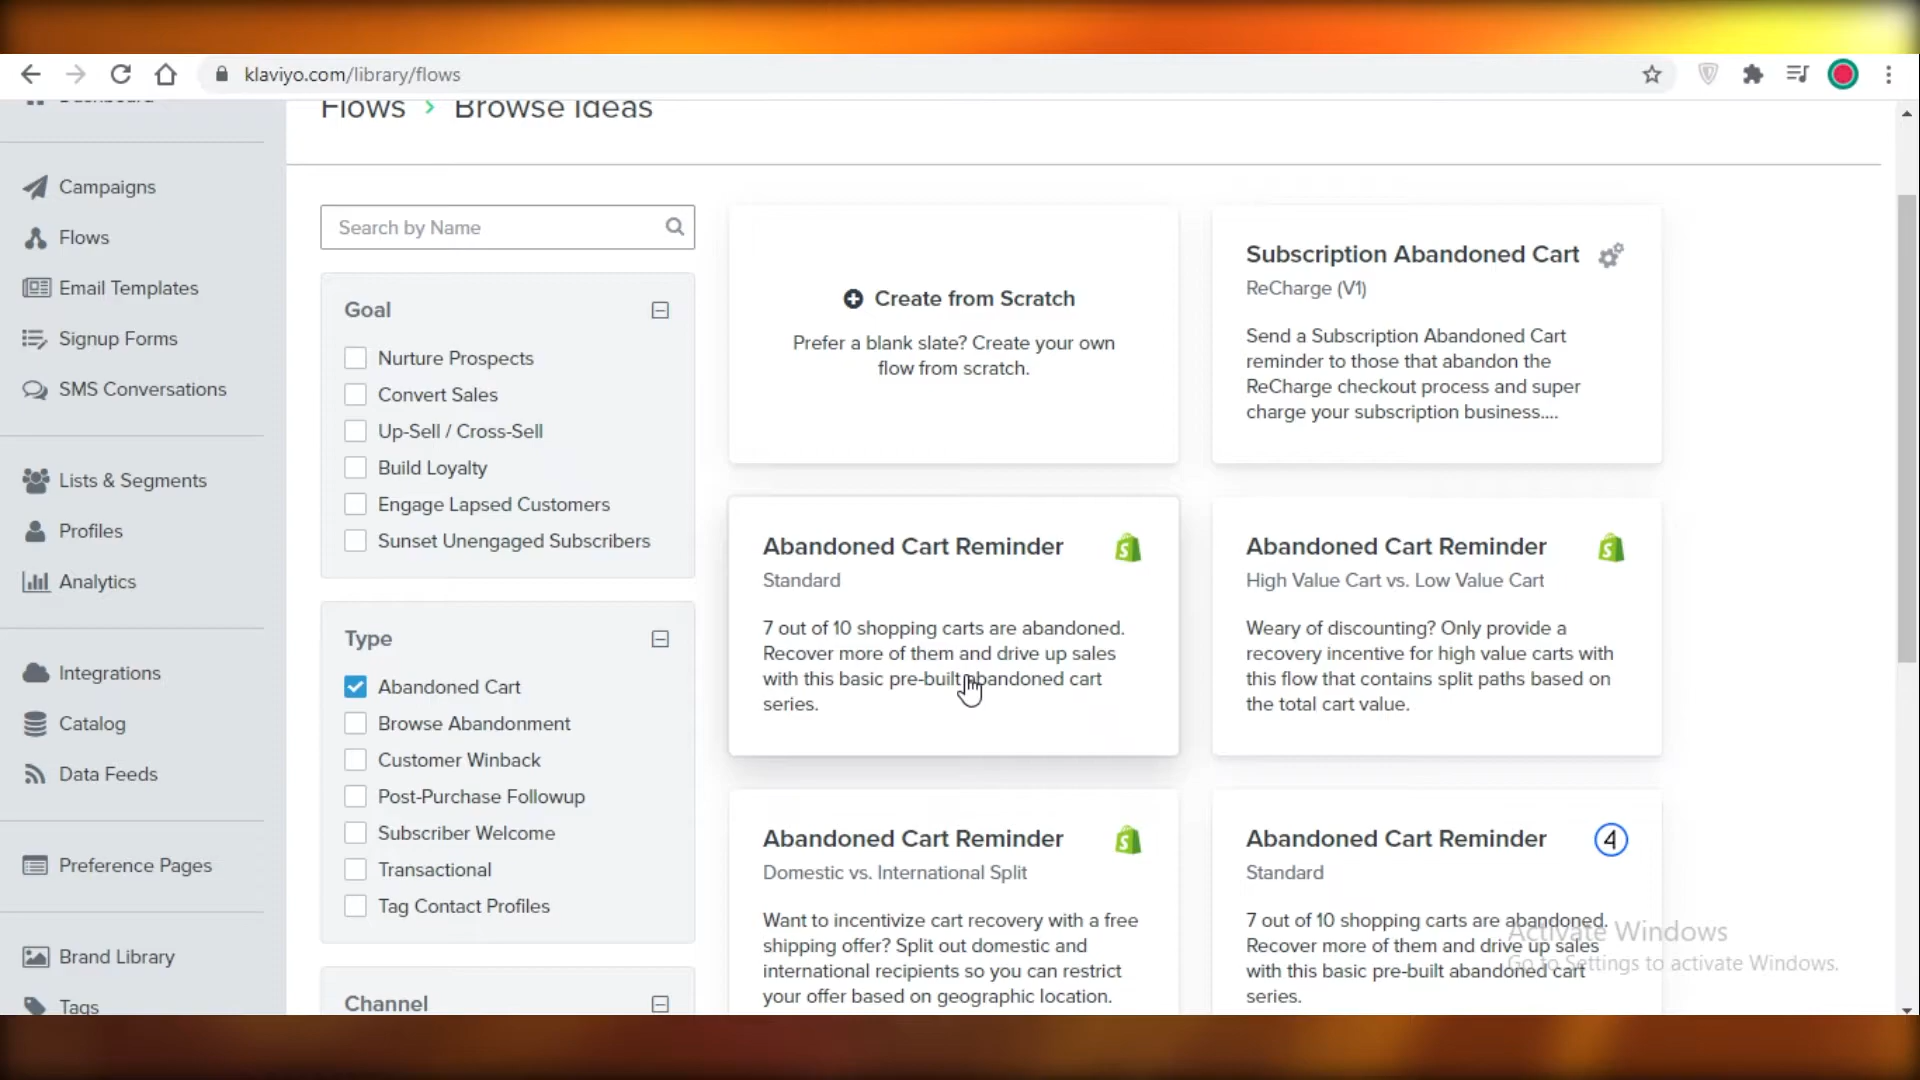 klaviyo.com/library/flows
Dashboard
Campaigns
Flows
Email Templates
Signup Forms
SMS Conversations
Lists & Segments
Profiles
Analytics
Integrations
Catalog
Data Feeds
Preference Pages
Brand Library
Tags
Flows > Browse Ideas
Search by Name
Goal
Nurture Prospects
Convert Sales
Up-Sell / Cross-Sell
Build Loyalty
Engage Lapsed Customers
Sunset Unengaged Subscribers
Type
Abandoned Cart
Browse Abandonment
Customer Winback
Post-Purchase Followup
Subscriber Welcome
Transactional
Tag Contact Profiles
Channel
Create from Scratch
Prefer a blank slate? Create your own
flow from scratch.
Subscription Abandoned Cart
ReCharge (V1)
Send a Subscription Abandoned Cart
reminder to those that abandon the
ReCharge checkout process and super
charge your subscription business....
Abandoned Cart Reminder
Standard
7 out of 10 shopping carts are abandoned.
Recover more of them and drive up sales
with this basic pre-built abandoned cart
series.
Abandoned Cart Reminder
High Value Cart vs. Low Value Cart
Weary of discounting? Only provide a
recovery incentive for high value carts with
this flow that contains split paths based on
the total cart value.
Abandoned Cart Reminder
Domestic vs. International Split
Want to incentivize cart recovery with a free
shipping offer? Split out domestic and
international recipients so you can restrict
your offer based on geographic location.
Abandoned Cart Reminder
4
Standard
7 out of 10 shopping carts are abandoned.
Recover more of them and drive up sales
with this basic pre-built abandoned cart
series.
Activate Windows
Go to Settings to activate Windows.